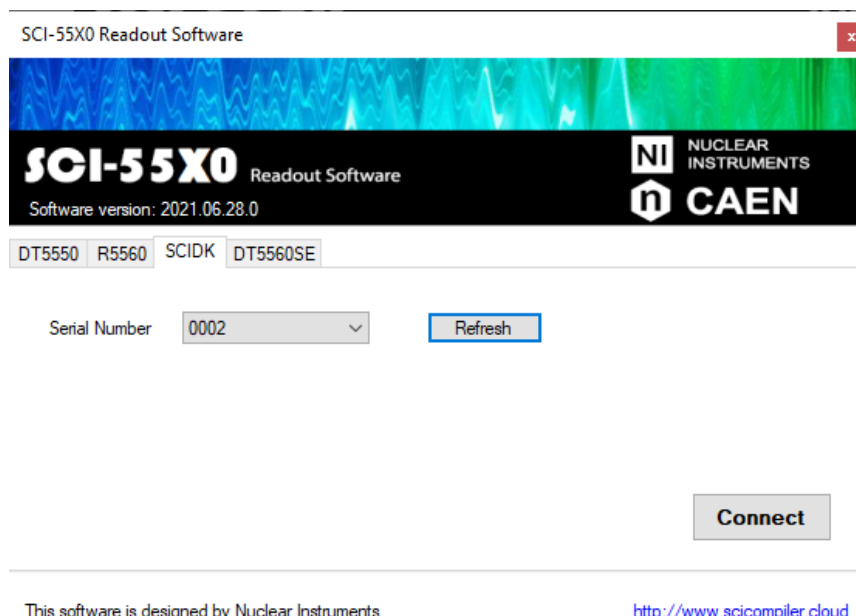 SCI-55X0 Readout Software
x
SCI-55X0 Readout Software
Software version: 2021.06.28.0
NI NUCLEAR
INSTRUMENTS
n CAEN
DT5550 R5560 SCIDK DT5560SE
Serial Number 0002 Refresh
Connect
This software is designed by Nuclear Instruments http://www.scicompiler.cloud